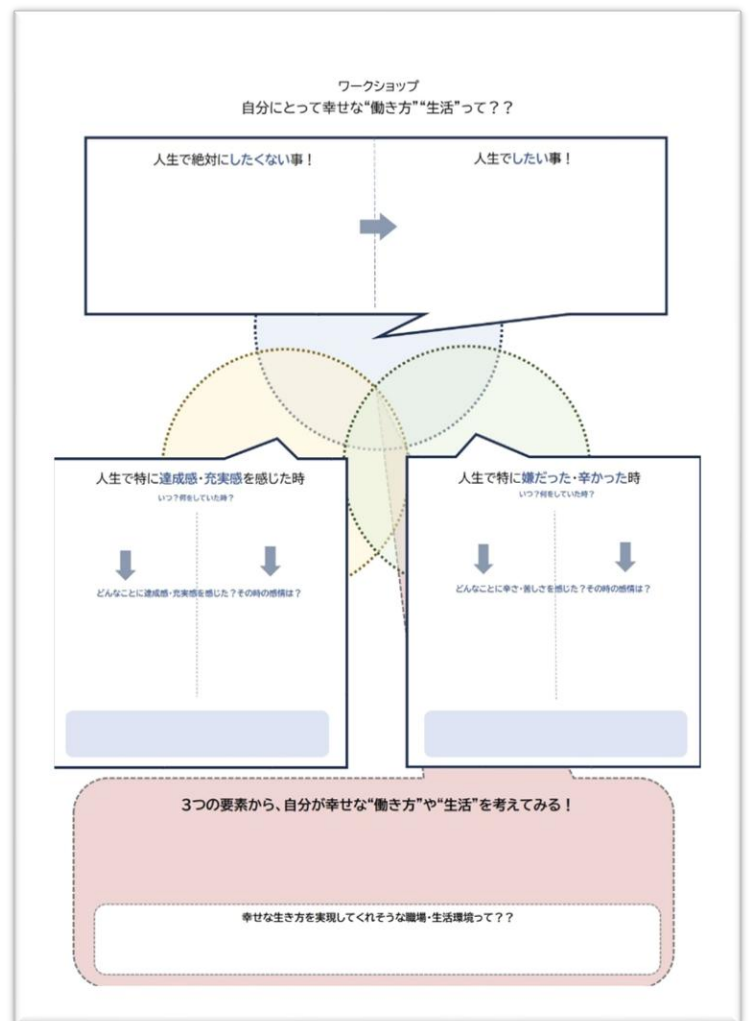 ワークショップ
自分にとって幸せな“働き方”“生活”って？？
人生で絶対にしたくない事！
人生でしたい事！
人生で特に達成感・充実感を感じた時
いつ？何をしていた時？
どんなことに達成感・充実感を感じた？その時の感情は？
人生で特に嫌だった・辛かった時
いつ？何をしていた時？
どんなことに辛さ・苦しさを感じた？その時の感情は？
3つの要素から、自分が幸せな“働き方”や“生活”を考えてみる！
幸せな生き方を実現してくれそうな職場・生活環境って？？